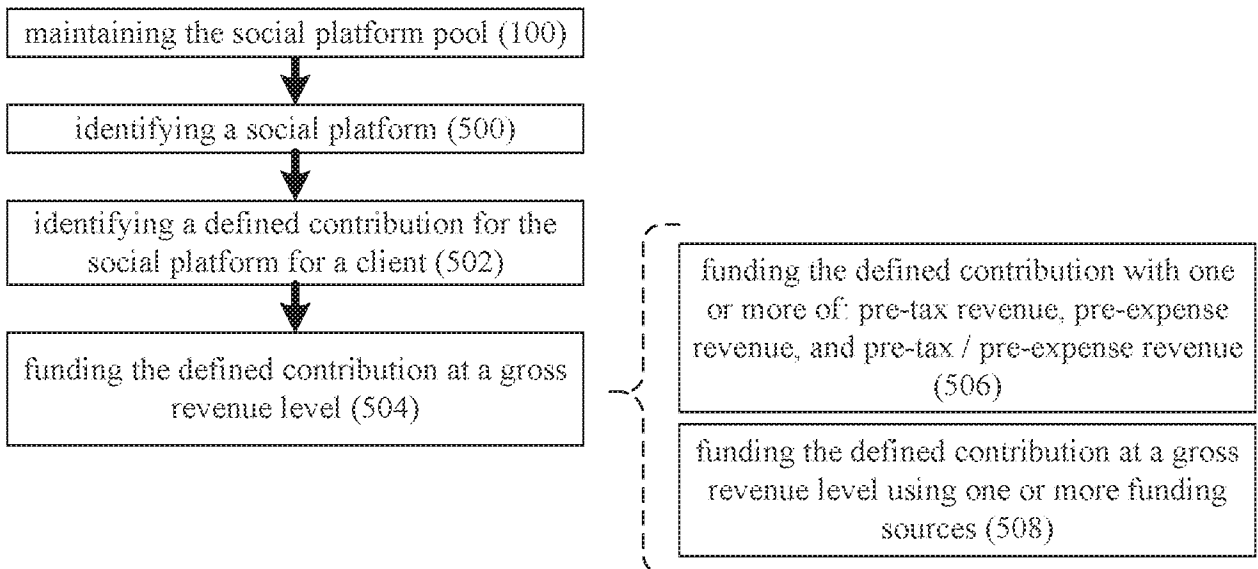 maintaining the social platform pool (100)
identifying a social platform (500)
identifying a defined contribution for the
social platform for a client (502)
funding the defined contribution at a gross
revenue level (504)
funding the defined contribution with one
or more of: pre-tax revenue, pre-expense
revenue, and pre-tax / pre-expense revenue
(506)
funding the defined contribution at a gross
revenue level using one or more funding
sources (508)